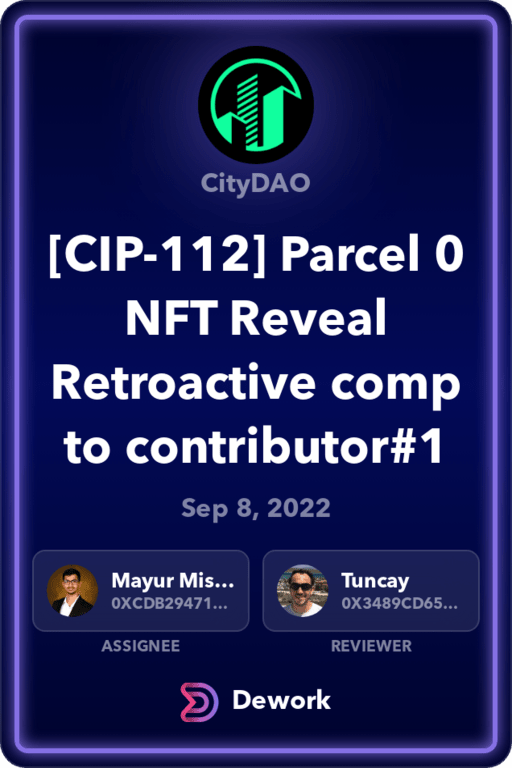 CityDAO
[CIP-112] Parcel 0
NFT Reveal
Retroactive comp
to contributor#1
Sep 8, 2022
Mayur Mis...
0XCDB29471...
Tuncay
0X3489CD65...
ASSIGNEE
REVIEWER
Dework